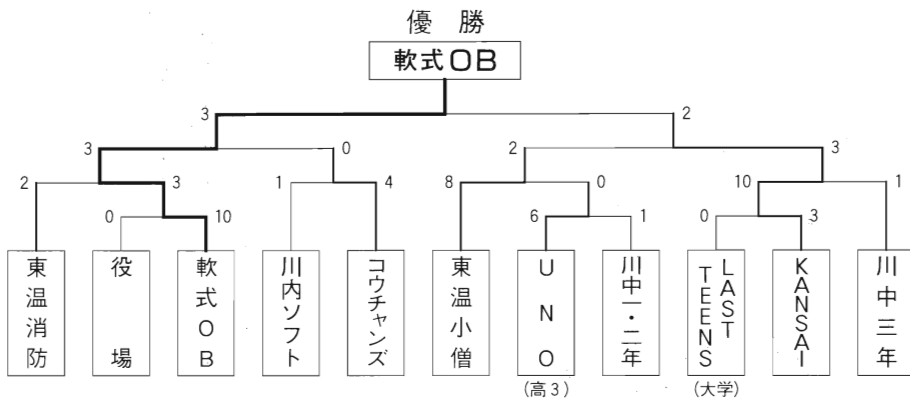 優勝
軟式OB
3 2
3 0 2 3
2 3 1 4 8 0 10 1
0 10 6 1 0 3
東温消防
役場
軟式OB
川内ソフト
コウチャンズ
東温小僧
UNO
(高3)
川中一・二年
LAST
TEENS
(大学)
KANSAI
川中三年